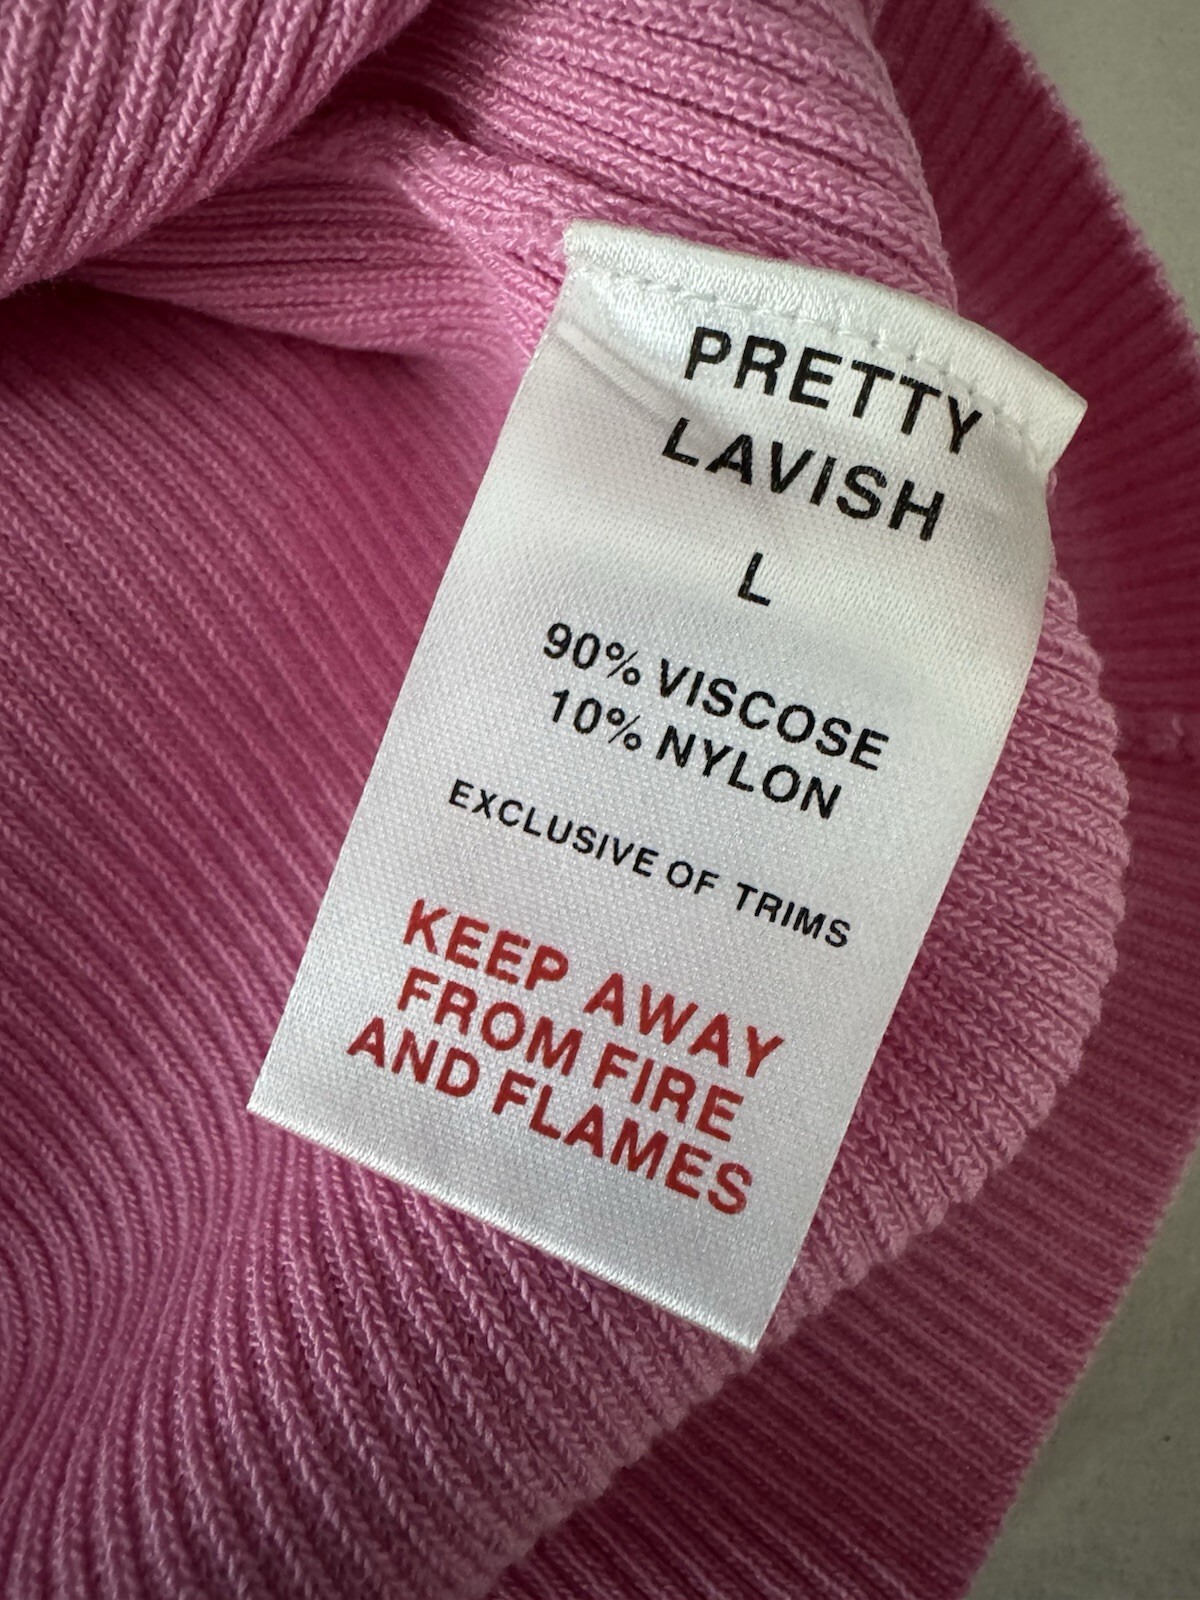 PRETTY
LAVISH
L
90% VISCOSE
10% NYLON
EXCLUSIVE OF TRIMS
KEEP AWAY
FROM FIRE
AND FLAMES